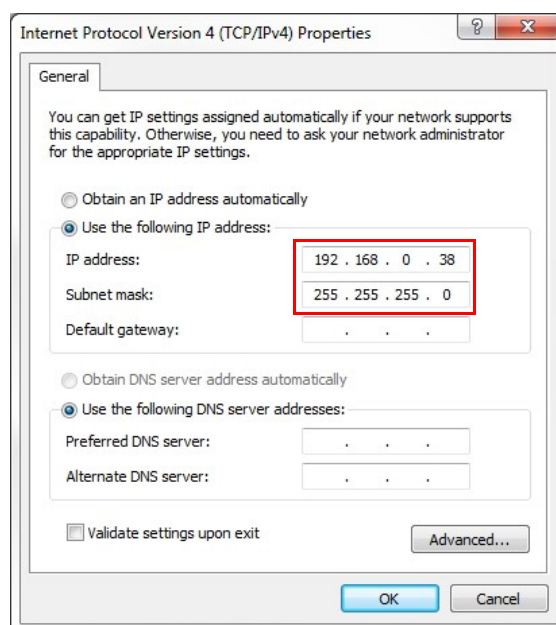 Internet Protocol Version 4 (TCP/IPv4) Properties
General
You can get IP settings assigned automatically if your network supports
this capability. Otherwise, you need to ask your network administrator
for the appropriate IP settings.
Obtain an IP address automatically
Use the following IP address:
IP address: 192 . 168 . 0 . 38
Subnet mask: 255 . 255 . 255 . 0
Default gateway: . . .
Obtain DNS server address automatically
Use the following DNS server addresses:
Preferred DNS server: . . .
Alternate DNS server: . . .
Validate settings upon exit
Advanced...
OK Cancel